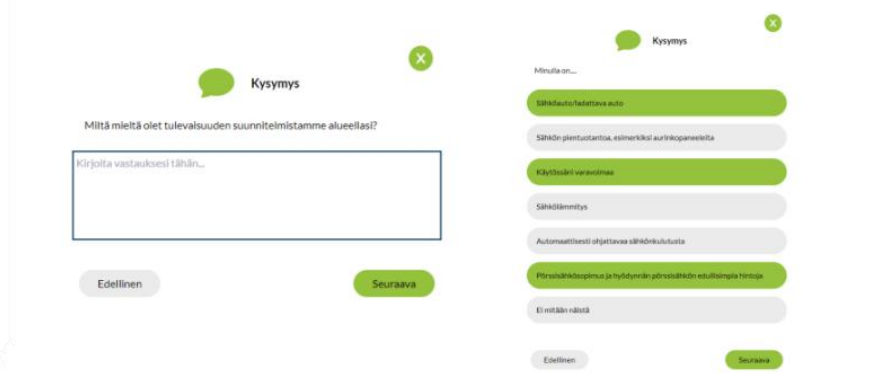 Kysymys
Miltä mieltä olet tulevaisuuden suunnitelmistamme alueellasi?
Kirjoita vastauksesi tähän...
Edellinen
Seuraava
X
Kysymys
Minulla on....
Sähköauto/ladattava auto
Sähkön pientuotantoa, esimerkiksi aurinkopaneeleita
Käytössäni varavoimaa
Sähkölämmitys
Automaattisesti ohjattavaa sähkönkulutusta
Pörssisähkösopimus ja hyödynnän pörssisähkön edullisimpia hintoja
Ei mitään näistä
Edellinen
Seuraava
X